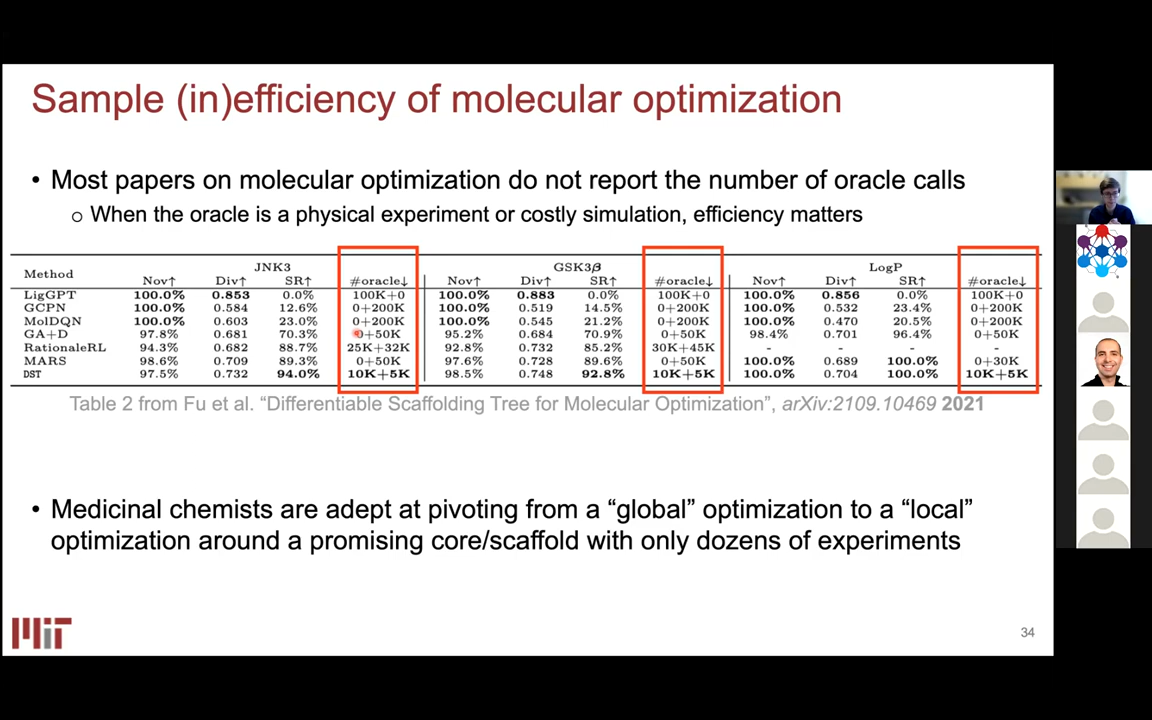 Sample (in)efficiency of molecular optimization
• Most papers on molecular optimization do not report the number of oracle calls
o When the oracle is a physical experiment or costly simulation, efficiency matters
Method JNK3 GSK3β LogP
Nov↑ Div↑ SR↑ #oracle↓ Nov↑ Div↑ SR↑ #oracle↓ Nov↑ Div↑ SR↑ #oracle↓
LigGPT 100.0% 0.853 0.0% 100K+0 100.0% 0.883 0.0% 100K+0 100.0% 0.856 0.0% 100K+0
GCPN 100.0% 0.584 12.6% 0+200K 100.0% 0.519 14.5% 0+200K 100.0% 0.532 23.4% 0+200K
MolDQN 100.0% 0.603 23.0% 0+200K 100.0% 0.545 21.2% 0+200K 100.0% 0.470 20.5% 0+200K
GA+D 97.8% 0.681 70.3% 0+50K 95.2% 0.684 70.9% 0+50K 98.4% 0.701 96.4% 0+50K
RationaleRL 94.3% 0.682 88.7% 25K+32K 92.8% 0.732 85.2% 30K+45K - - - -
MARS 98.6% 0.709 89.3% 0+50K 97.6% 0.728 89.6% 0+50K 100.0% 0.689 100.0% 0+30K
DST 97.5% 0.732 94.0% 10K+5K 98.5% 0.748 92.8% 10K+5K 100.0% 0.704 100.0% 10K+5K
Table 2 from Fu et al. “Differentiable Scaffolding Tree for Molecular Optimization”, arXiv:2109.10469 2021
• Medicinal chemists are adept at pivoting from a “global” optimization to a “local”
optimization around a promising core/scaffold with only dozens of experiments
MIT
34